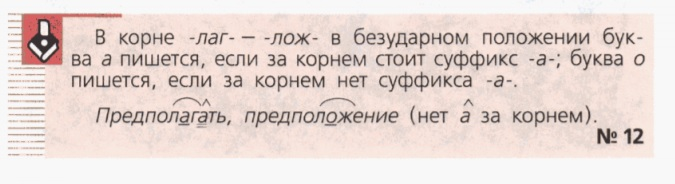 В корне -лаг- – -лож- в безударном положении бук-
ва а пишется, если за корнем стоит суффикс -а-; буква о
пишется, если за корнем нет суффикса -а-.
Предполагать, предположение (нет а за корнем).
№ 12